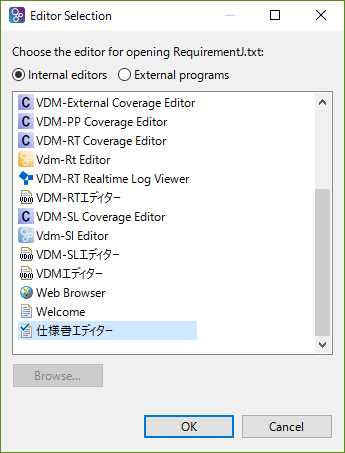 Editor Selection
Choose the editor for opening RequirementJ.txt:
Internal editors
External programs
VDM-External Coverage Editor
VDM-PP Coverage Editor
VDM-RT Coverage Editor
Vdm-Rt Editor
VDM-RT Realtime Log Viewer
VDM-RTエディター
VDM-SL Coverage Editor
Vdm-Sl Editor
VDM-SLエディター
VDMエディター
Web Browser
Welcome
仕様書エディター
Browse...
OK
Cancel